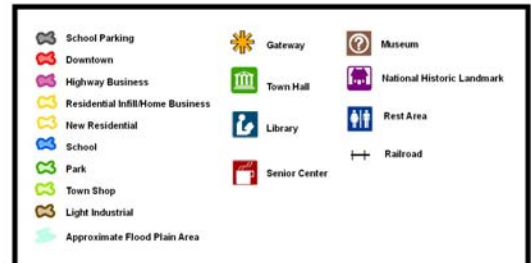 School Parking
Downtown
Highway Business
Residential Infill/Home Business
New Residential
School
Park
Town Shop
Light Industrial
Approximate Flood Plain Area
Gateway
Town Hall
Library
Senior Center
Museum
National Historic Landmark
Rest Area
Railroad